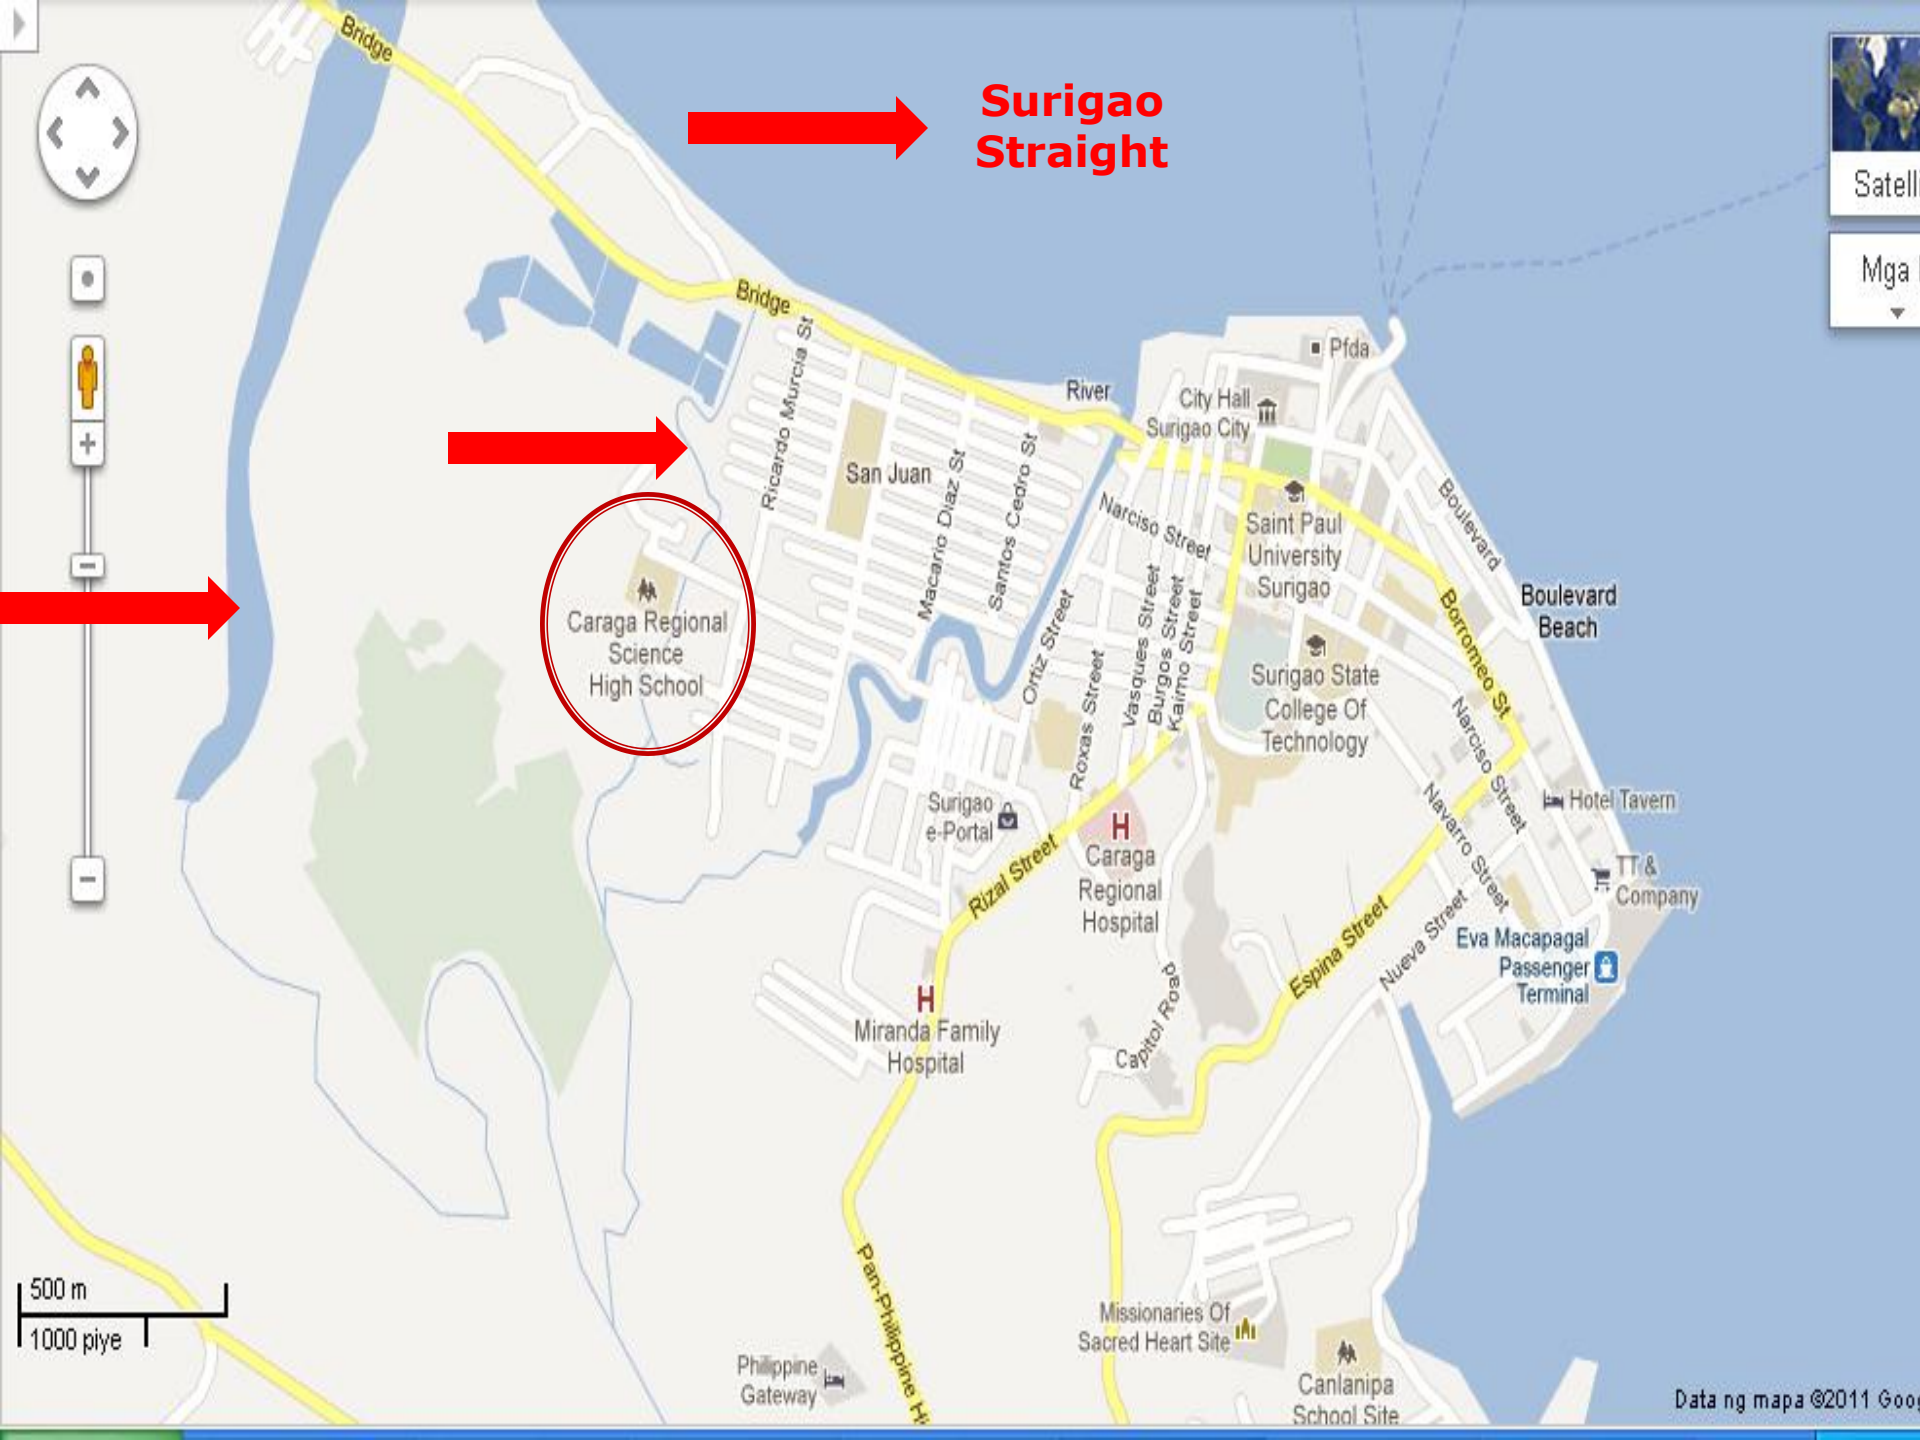 Bridge
Surigao
Straight
Satelli
Mga
Bridge
Ricardo Murcia St
River
Pfda
City Hall
Surigao City
San Juan
Macario Diaz St
Santos Cedro St
Narciso Street
Boulevard
Saint Paul
University
Surigao
Boulevard
Beach
Borromeo St
Caraga Regional
Science
High School
Ortiz Street
Roxas Street
Vasques Street
Burgos Street
Kaimo Street
Surigao State
College Of
Technology
Narciso Street
Navarro Street
Hotel Tavern
Surigao
e-Portal
Rizal Street
H
Caraga
Regional
Hospital
TT &
Company
Nueva Street
Espina Street
Eva Macapagal
Passenger
Terminal
H
Miranda Family
Hospital
Capitol Road
Pan-Philippine Hi
500 m
1000 piye
Missionaries Of
Sacred Heart Site
Philippine
Gateway
Canlanipa
School Site
Data ng mapa ©2011 Goog